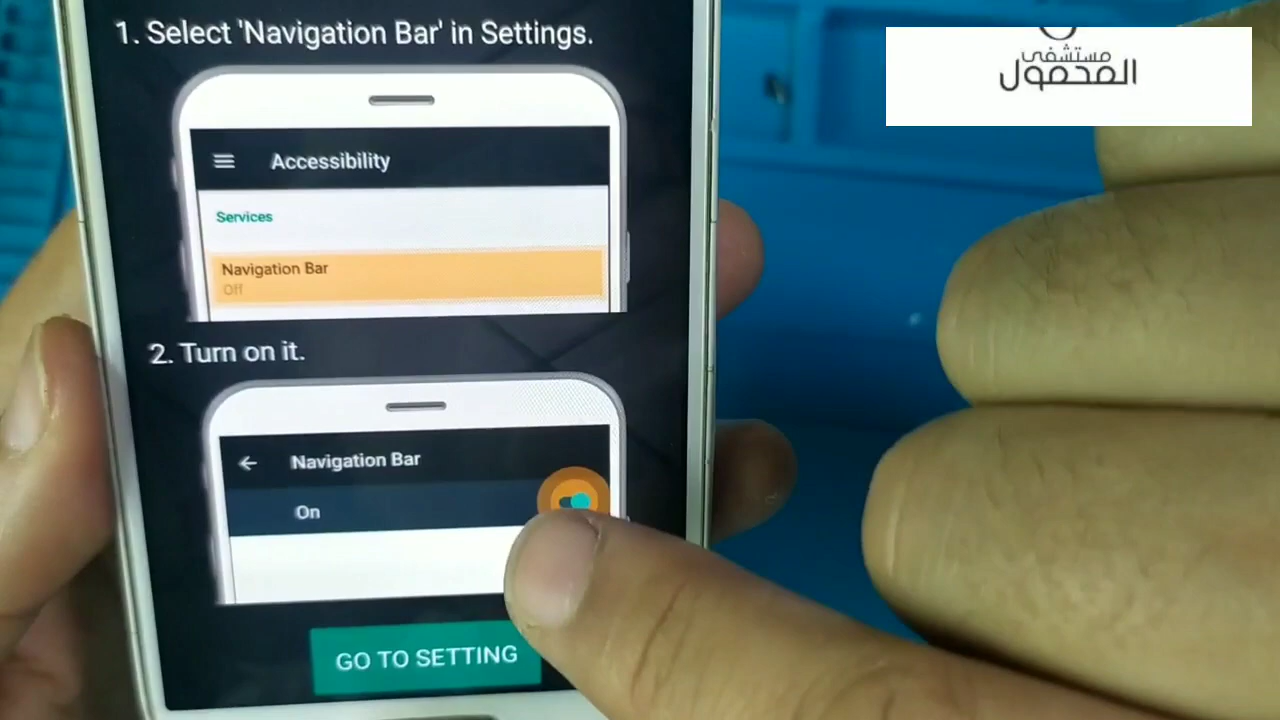 1. Select 'Navigation Bar' in Settings.
مستشفى
المحمول
Accessibility
Services
Navigation Bar
Off
2. Turn on it.
Navigation Bar
On
GO TO SETTING